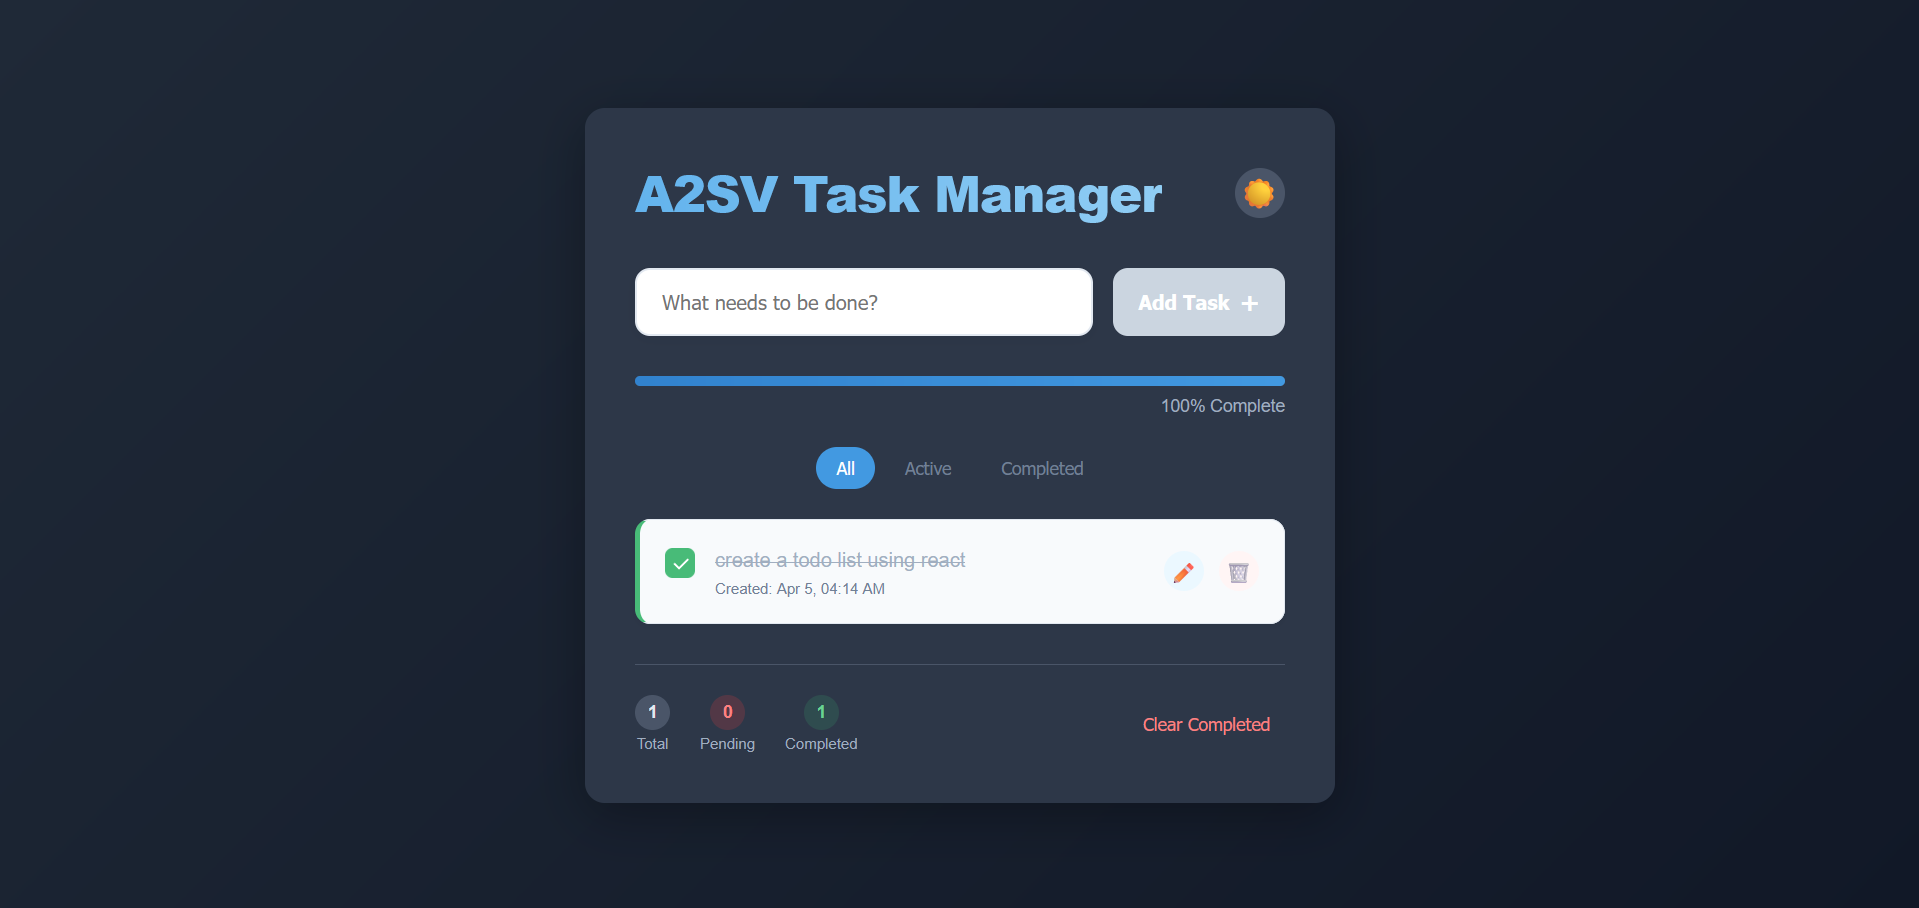 A2SV Task Manager
What needs to be done?
Add Task +
100% Complete
All
Active
Completed
create a todo list using react
Created: Apr 5, 04:14 AM
1
Total
0
Pending
1
Completed
Clear Completed